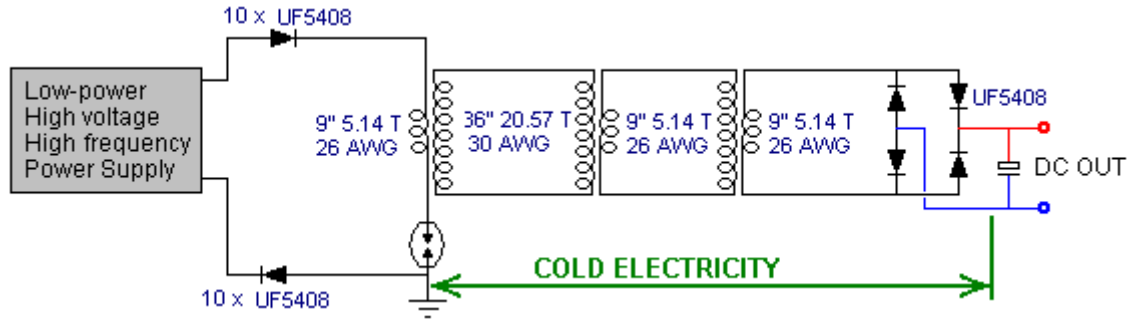 10 x UF5408
Low-power
High voltage
High frequency
Power Supply
9" 5.14 T
26 AWG
36" 20.57 T
30 AWG
9" 5.14 T
26 AWG
9" 5.14 T
26 AWG
UF5408
DC OUT
COLD ELECTRICITY
10 x UF5408